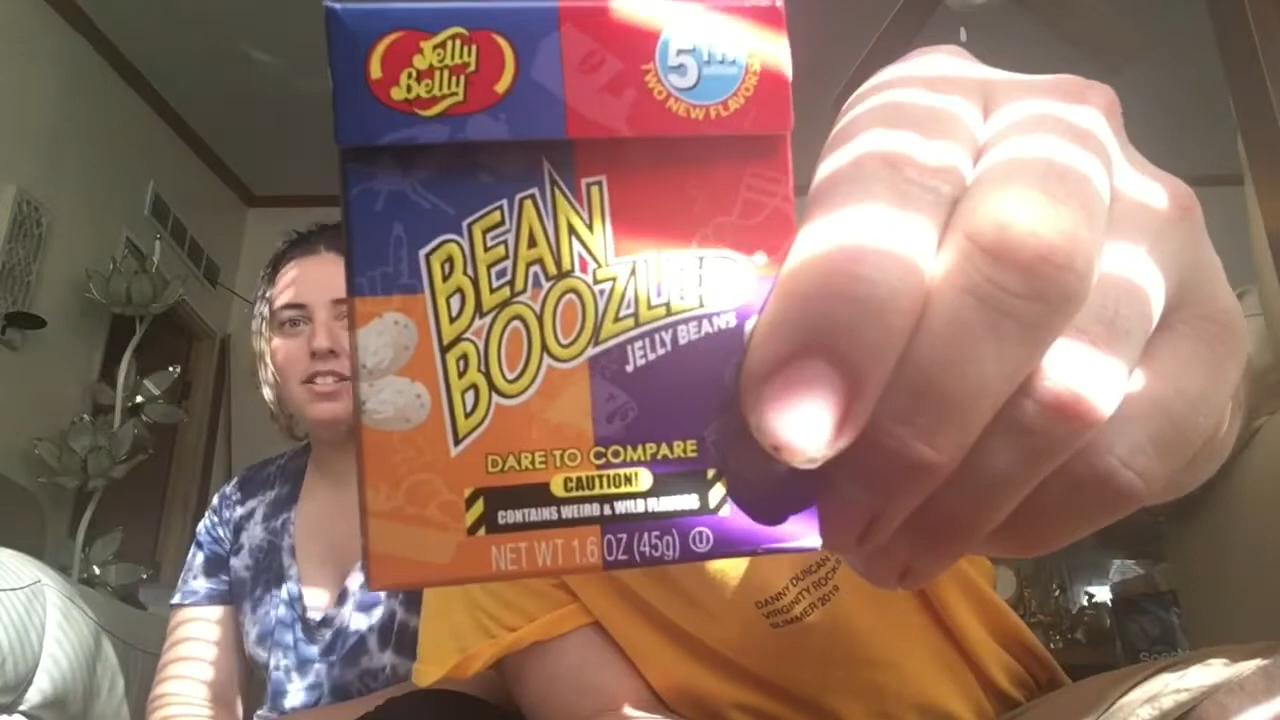 Jelly
Belly
5TH
TWO NEW FLAVORS!
BEAN
BOOZLED
JELLY BEANS
DARE TO COMPARE
CAUTION!
CONTAINS WEIRD & WILD FLAVORS
NET WT 1.6 OZ (45g) U
DANNY DUNCAN
VIRGINITY ROCKS
SUMMER 2019